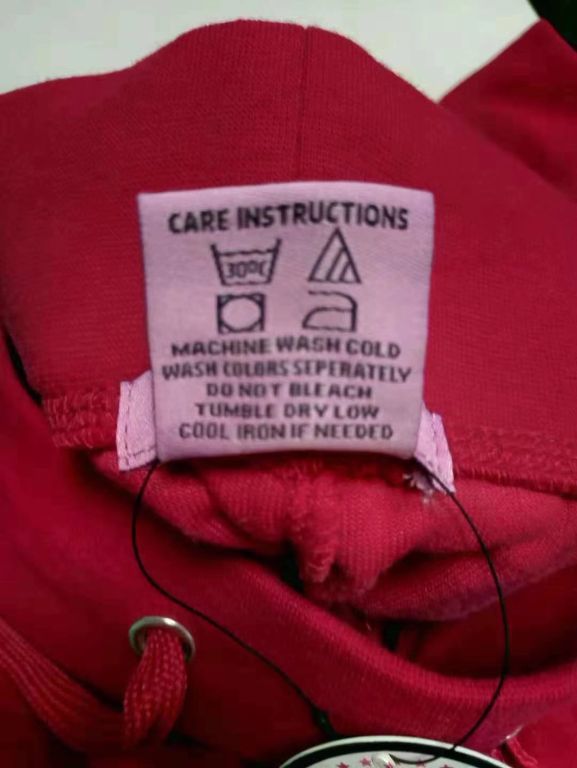 CARE INSTRUCTIONS
30°C
MACHINE WASH COLD
WASH COLORS SEPERATELY
DO NOT BLEACH
TUMBLE DRY LOW
COOL IRON IF NEEDED